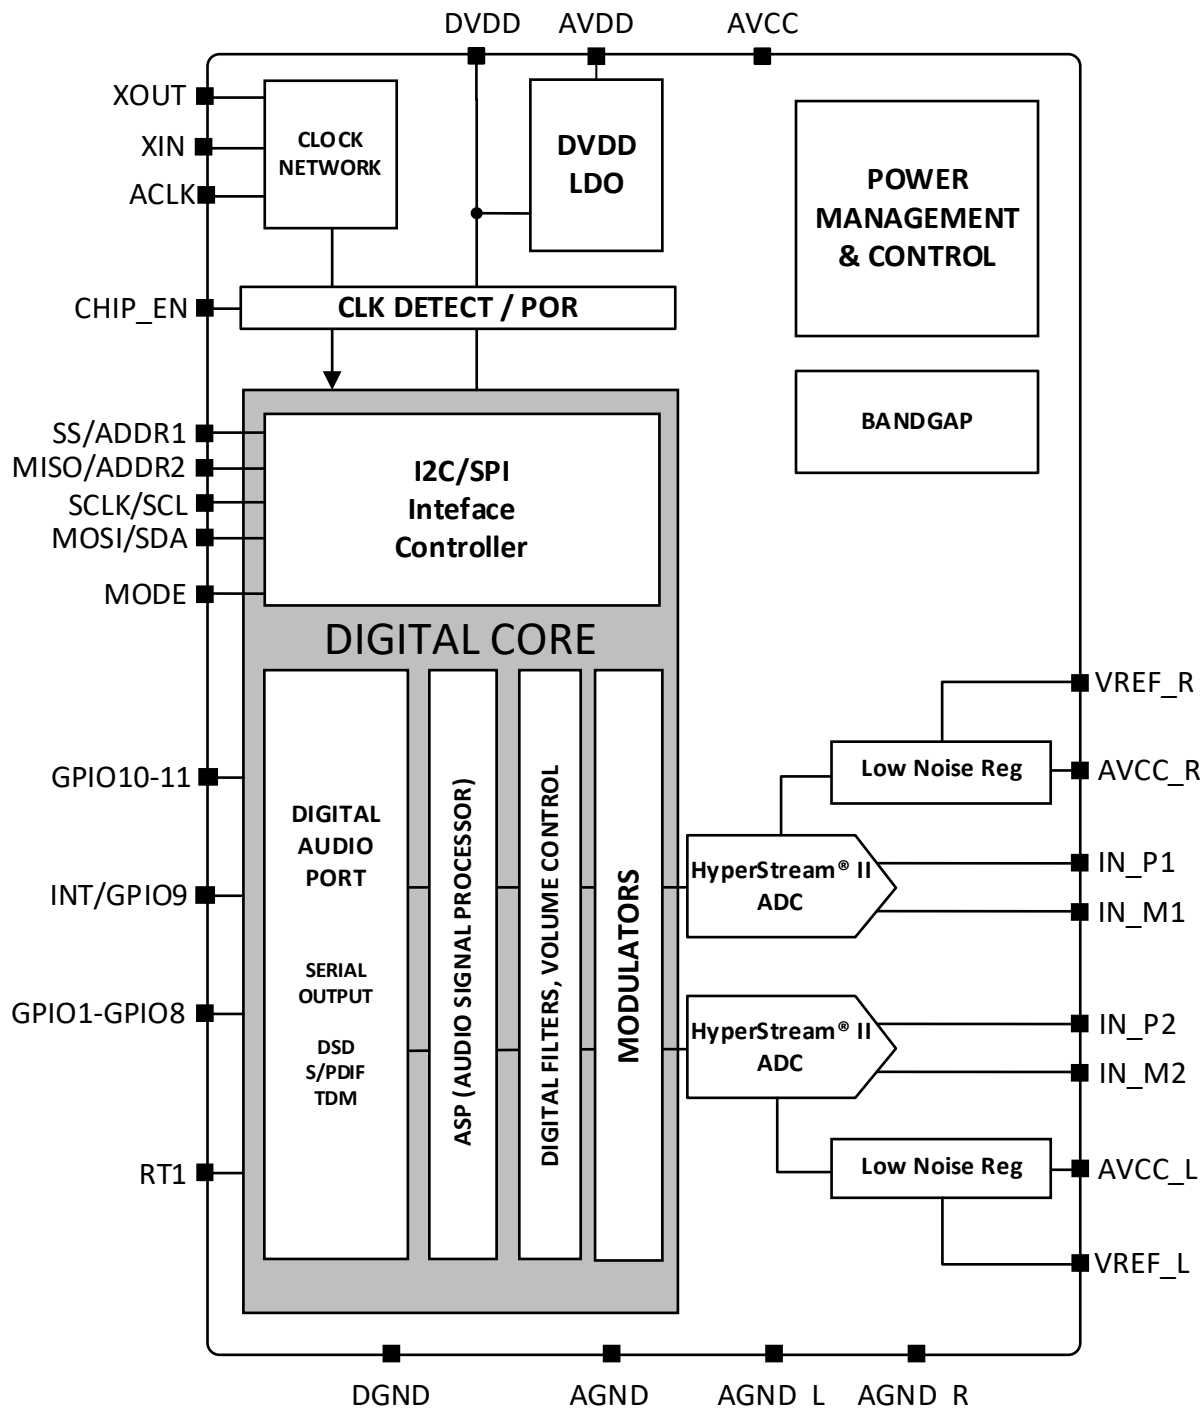 DVDD
AVDD
AVCC
XOUT
XIN
ACLK
CLOCK
NETWORK
DVDD
LDO
POWER
MANAGEMENT
& CONTROL
CHIP_EN
CLK DETECT / POR
BANDGAP
SS/ADDR1
MISO/ADDR2
SCLK/SCL
MOSI/SDA
MODE
I2C/SPI
Inteface
Controller
DIGITAL CORE
GPIO10-11
INT/GPIO9
GPIO1-GPIO8
RT1
DIGITAL
AUDIO
PORT
SERIAL
OUTPUT
DSD
S/PDIF
TDM
ASP (AUDIO SIGNAL PROCESSOR)
DIGITAL FILTERS, VOLUME CONTROL
MODULATORS
VREF_R
Low Noise Reg
AVCC_R
HyperStream® II
ADC
IN_P1
IN_M1
HyperStream® II
ADC
IN_P2
IN_M2
Low Noise Reg
AVCC_L
VREF_L
DGND
AGND
AGND_L
AGND_R